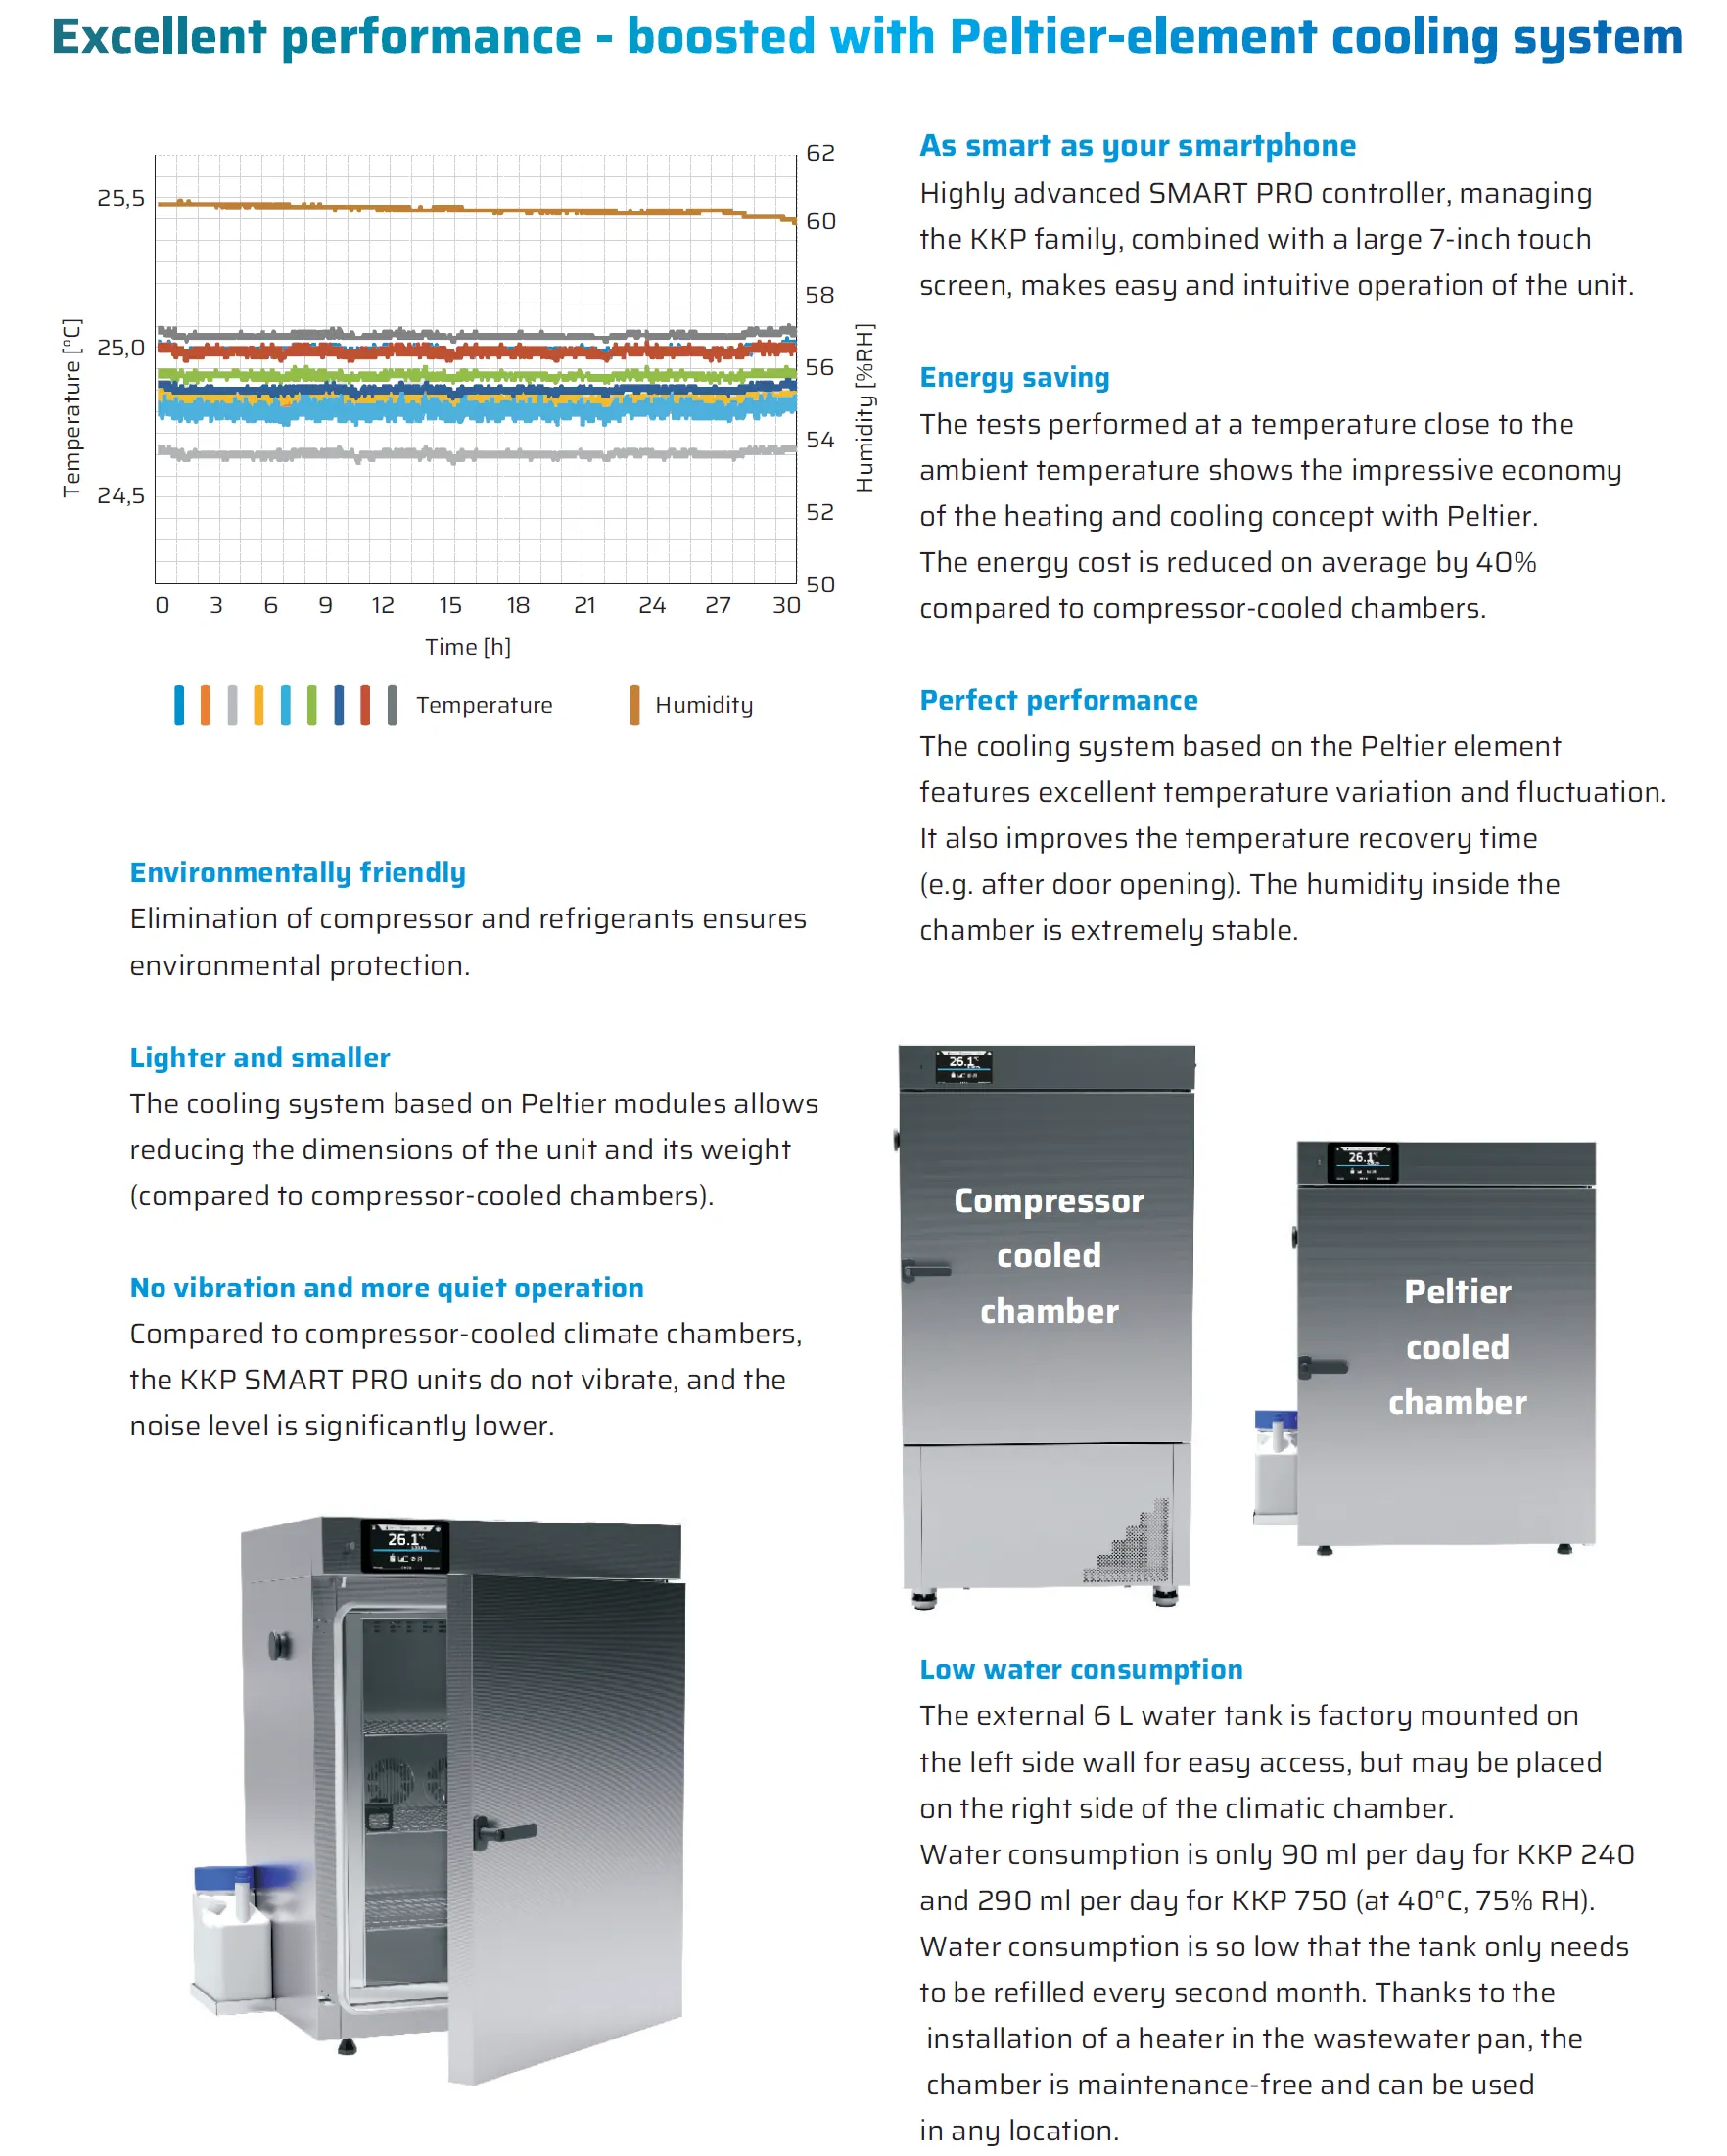 Excellent performance - boosted with Peltier-element cooling system
62
25,5
60
58
25,0
56
54
24,5
52
50
Temperature [°C]
Humidity [%RH]
0 3 6 9 12 15 18 21 24 27 30
Time [h]
Temperature
Humidity
Environmentally friendly
Elimination of compressor and refrigerants ensures
environmental protection.
Lighter and smaller
The cooling system based on Peltier modules allows
reducing the dimensions of the unit and its weight
(compared to compressor-cooled chambers).
No vibration and more quiet operation
Compared to compressor-cooled climate chambers,
the KKP SMART PRO units do not vibrate, and the
noise level is significantly lower.
26.1°C
As smart as your smartphone
Highly advanced SMART PRO controller, managing
the KKP family, combined with a large 7-inch touch
screen, makes easy and intuitive operation of the unit.
Energy saving
The tests performed at a temperature close to the
ambient temperature shows the impressive economy
of the heating and cooling concept with Peltier.
The energy cost is reduced on average by 40%
compared to compressor-cooled chambers.
Perfect performance
The cooling system based on the Peltier element
features excellent temperature variation and fluctuation.
It also improves the temperature recovery time
(e.g. after door opening). The humidity inside the
chamber is extremely stable.
26.1°C
Compressor
cooled
chamber
26.1°C
Peltier
cooled
chamber
Low water consumption
The external 6 L water tank is factory mounted on
the left side wall for easy access, but may be placed
on the right side of the climatic chamber.
Water consumption is only 90 ml per day for KKP 240
and 290 ml per day for KKP 750 (at 40°C, 75% RH).
Water consumption is so low that the tank only needs
to be refilled every second month. Thanks to the
installation of a heater in the wastewater pan, the
chamber is maintenance-free and can be used
in any location.